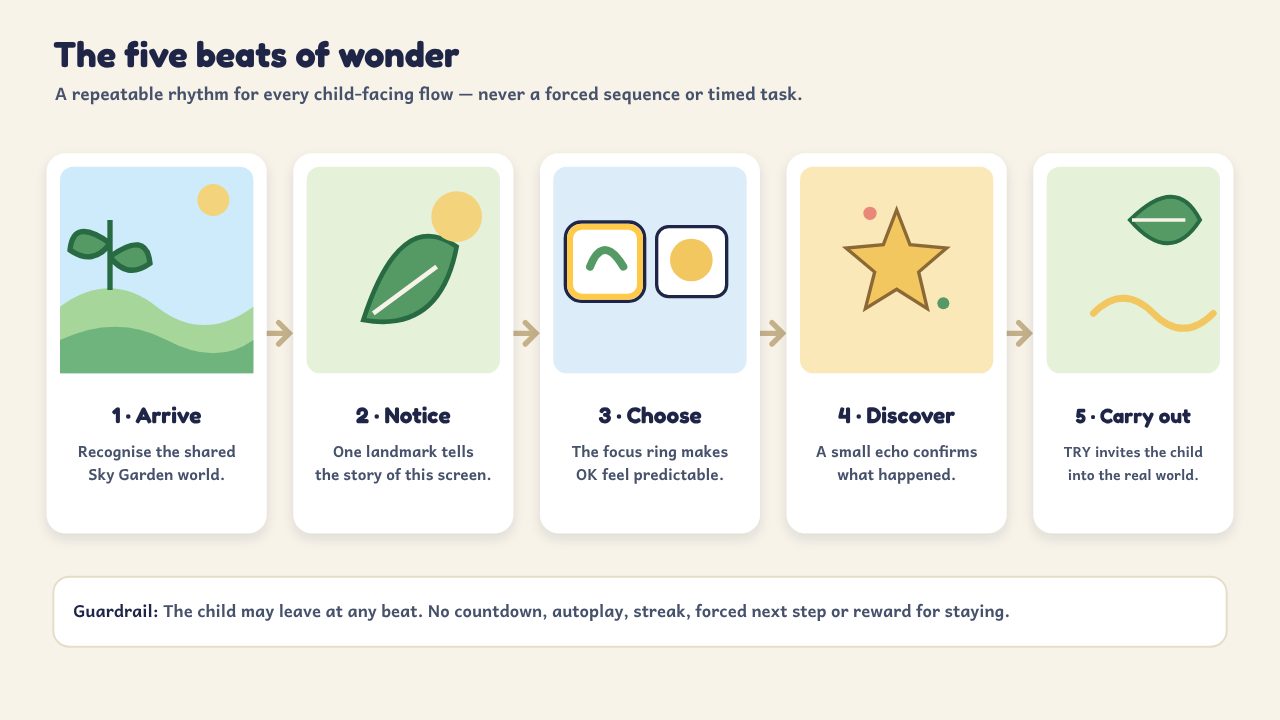 The five beats of wonder
A repeatable rhythm for every child-facing flow — never a forced sequence or timed task.
1 · Arrive
Recognise the shared
Sky Garden world.
2 · Notice
One landmark tells
the story of this screen.
3 · Choose
The focus ring makes
OK feel predictable.
4 · Discover
A small echo confirms
what happened.
5 · Carry out
TRY invites the child
into the real world.
Guardrail: The child may leave at any beat. No countdown, autoplay, streak, forced next step or reward for staying.